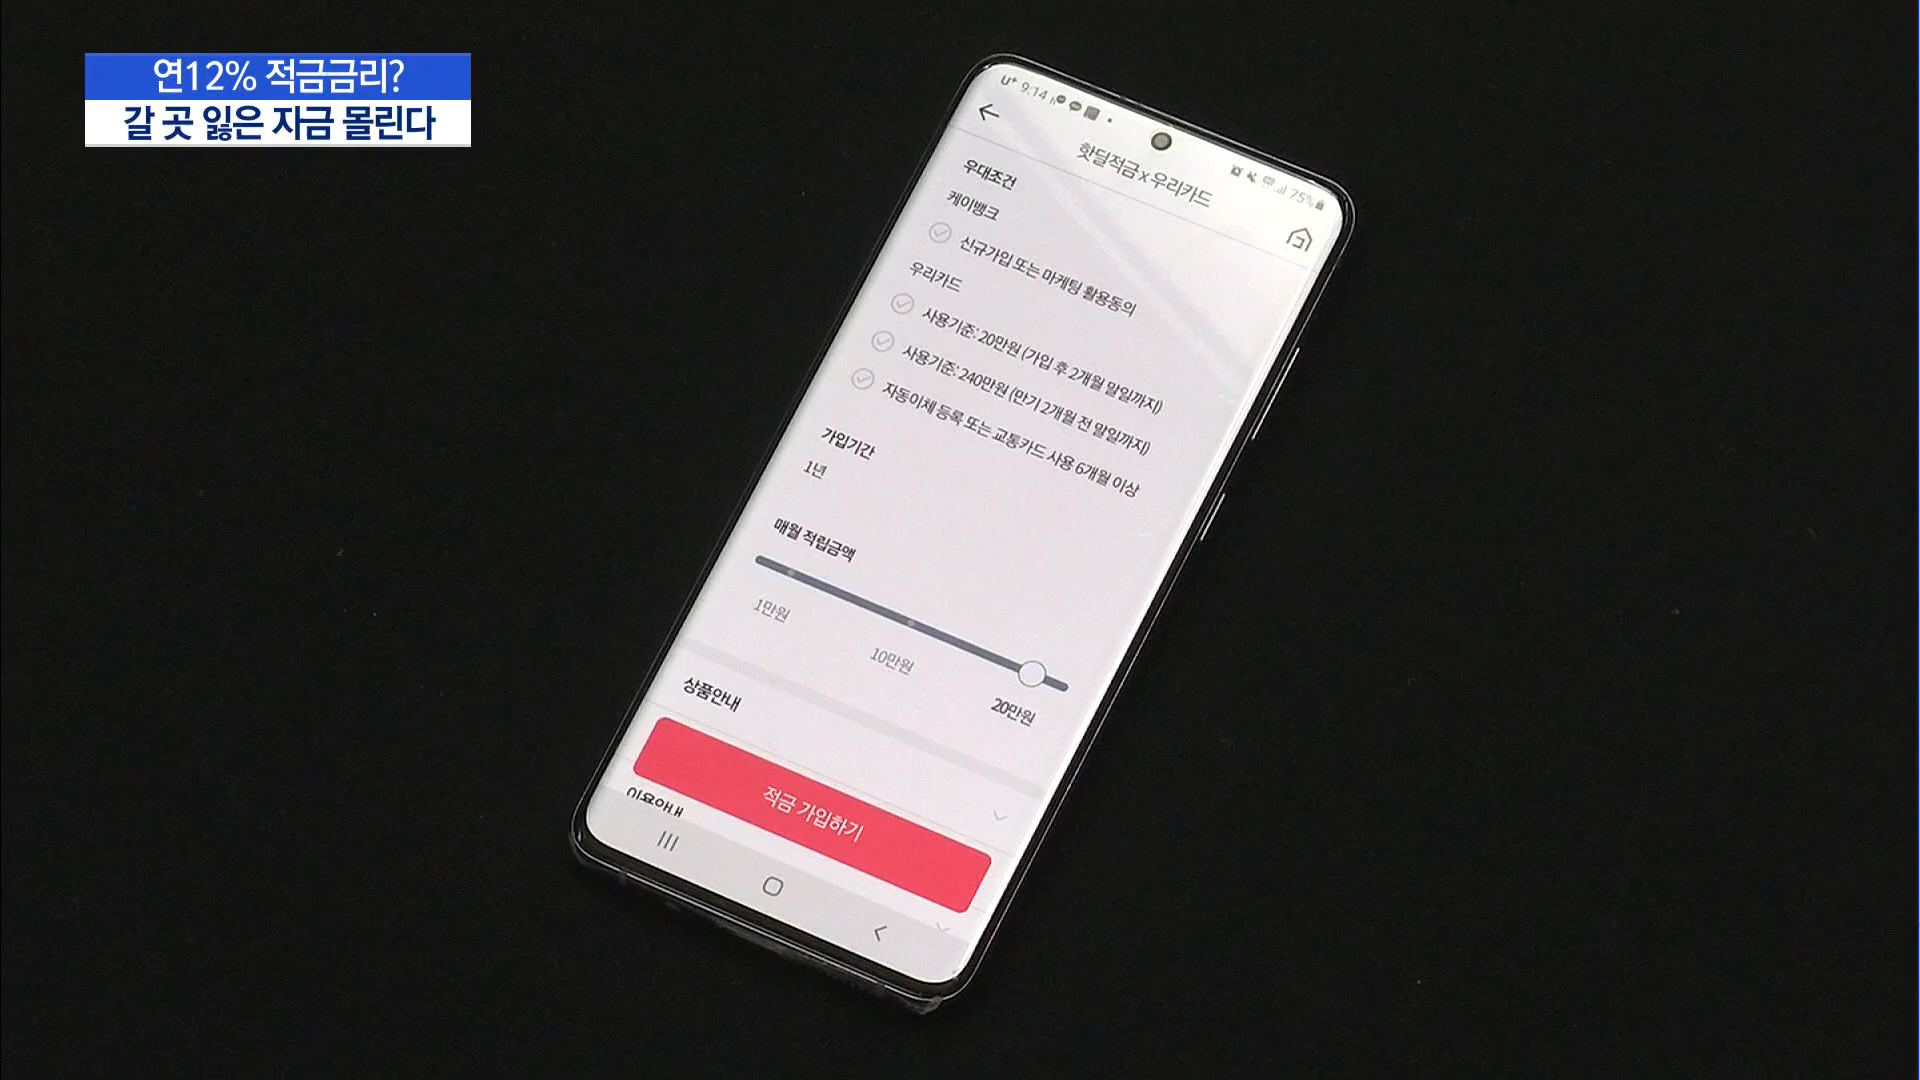 연12% 적금금리?
갈 곳 잃은 자금 몰린다
U+ 9:14
75%
핫딜적금 x 우리카드
우대조건
케이뱅크
신규가입 또는 마케팅 활용동의
우리카드
사용기준: 20만원 (가입 후 2개월 말일까지)
사용기준: 240만원 (만기 2개월 전 말일까지)
자동이체 등록 또는 교통카드 사용 6개월 이상
가입기간
1년
매월 적립금액
1만원
10만원
20만원
상품안내
적금 가입하기
이용안내